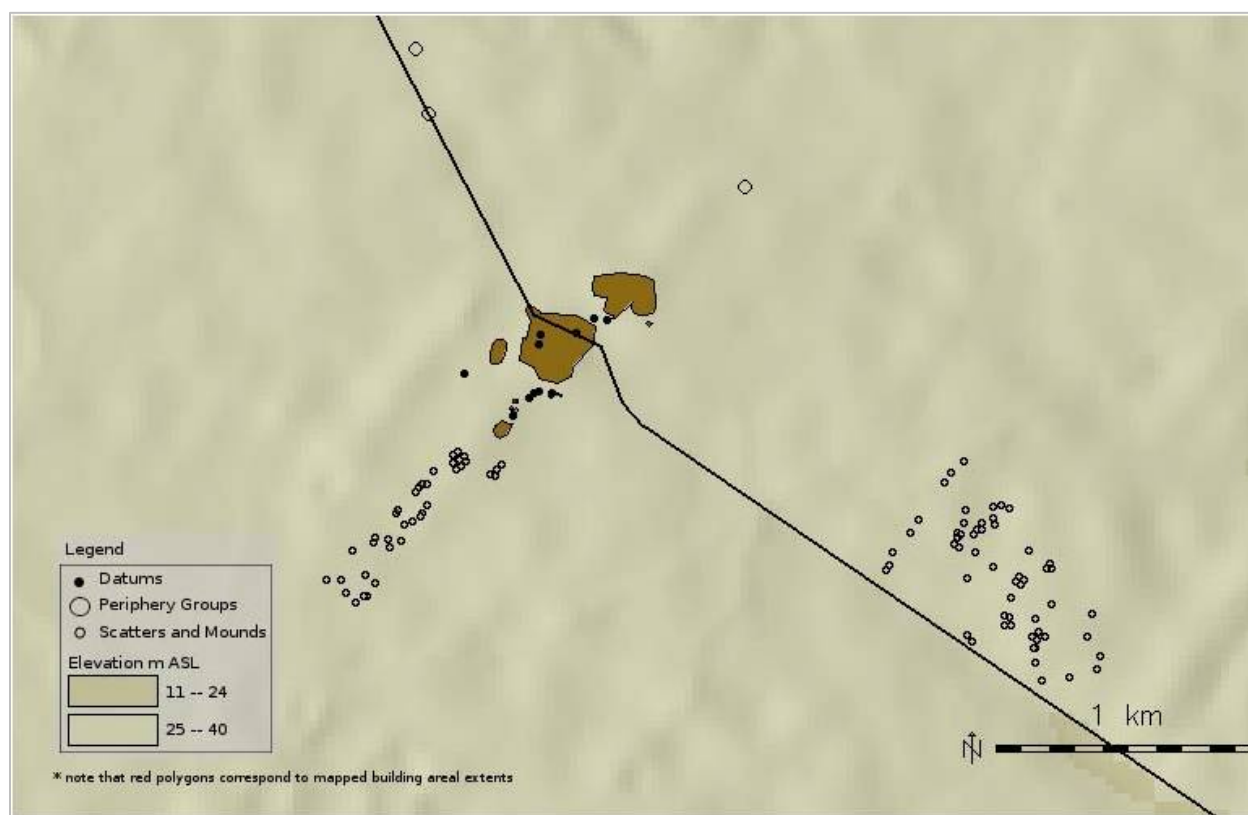 Legend
Datums
Periphery Groups
Scatters and Mounds
Elevation m ASL
11 -- 24
25 -- 40
1 km
N
* note that red polygons correspond to mapped building areal extents